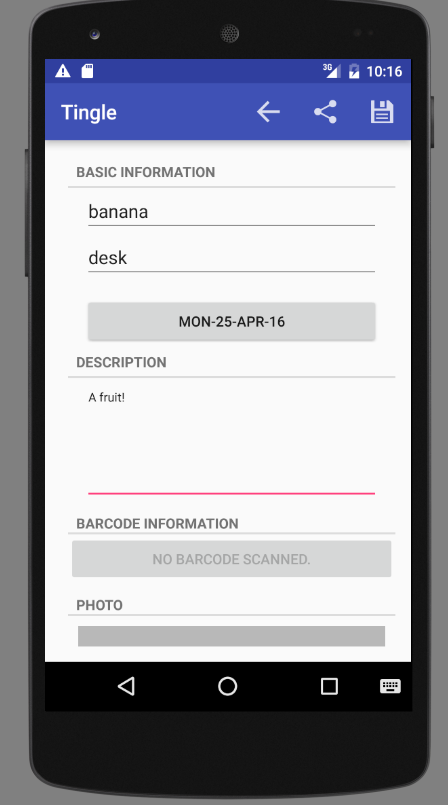 3G 10:16
Tingle
BASIC INFORMATION
banana
desk
MON-25-APR-16
DESCRIPTION
A fruit!
BARCODE INFORMATION
NO BARCODE SCANNED.
PHOTO